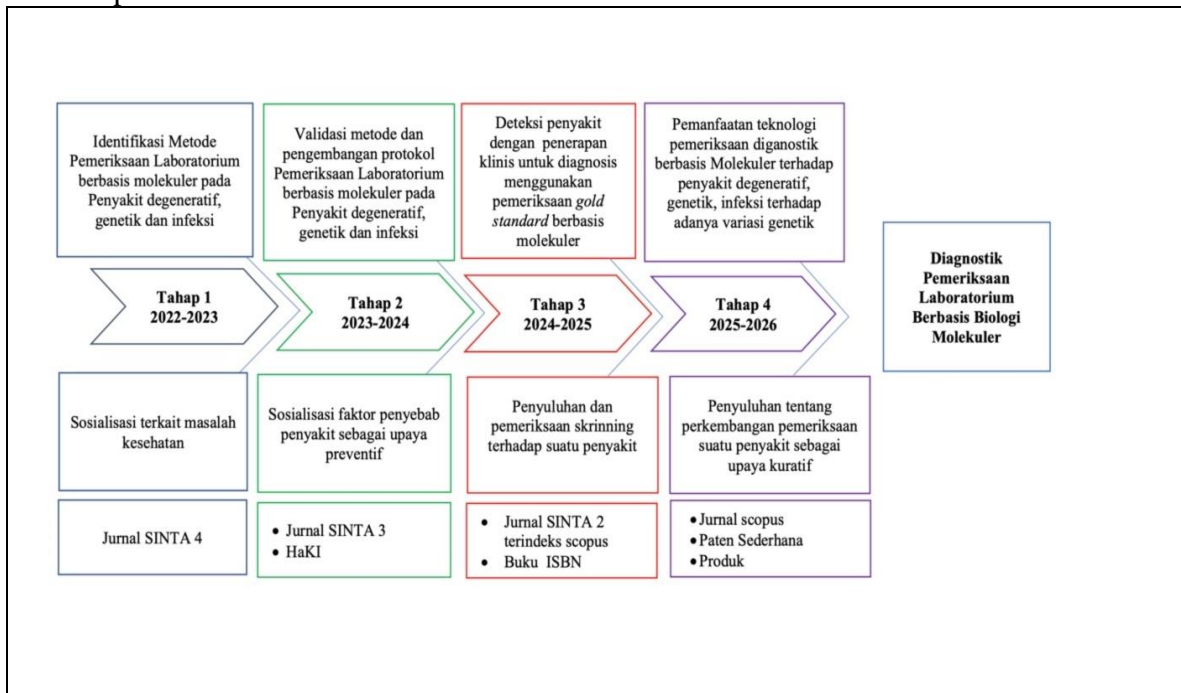 Identifikasi Metode
Pemeriksaan Laboratorium
berbasis molekuler pada
Penyakit degeneratif,
genetik dan infeksi
Validasi metode dan
pengembangan protokol
Pemeriksaan Laboratorium
berbasis molekuler pada
Penyakit degeneratif,
genetik dan infeksi
Deteksi penyakit
dengan penerapan
klinis untuk diagnosis
menggunakan
pemeriksaan gold
standard berbasis
molekuler
Pemanfaatan teknologi
pemeriksaan diganostik
berbasis Molekuler terhadap
penyakit degeneratif,
genetik, infeksi terhadap
adanya variasi genetik
Tahap 1
2022-2023
Tahap 2
2023-2024
Tahap 3
2024-2025
Tahap 4
2025-2026
Diagnostik
Pemeriksaan
Laboratorium
Berbasis Biologi
Molekuler
Sosialisasi terkait masalah
kesehatan
Sosialisasi faktor penyebab
penyakit sebagai upaya
preventif
Penyuluhan dan
pemeriksaan skrinning
terhadap suatu penyakit
Penyuluhan tentang
perkembangan pemeriksaan
suatu penyakit sebagai
upaya kuratif
Jurnal SINTA 4
• Jurnal SINTA 3
• HaKI
• Jurnal SINTA 2
terindeks scopus
• Buku ISBN
• Jurnal scopus
• Paten Sederhana
• Produk